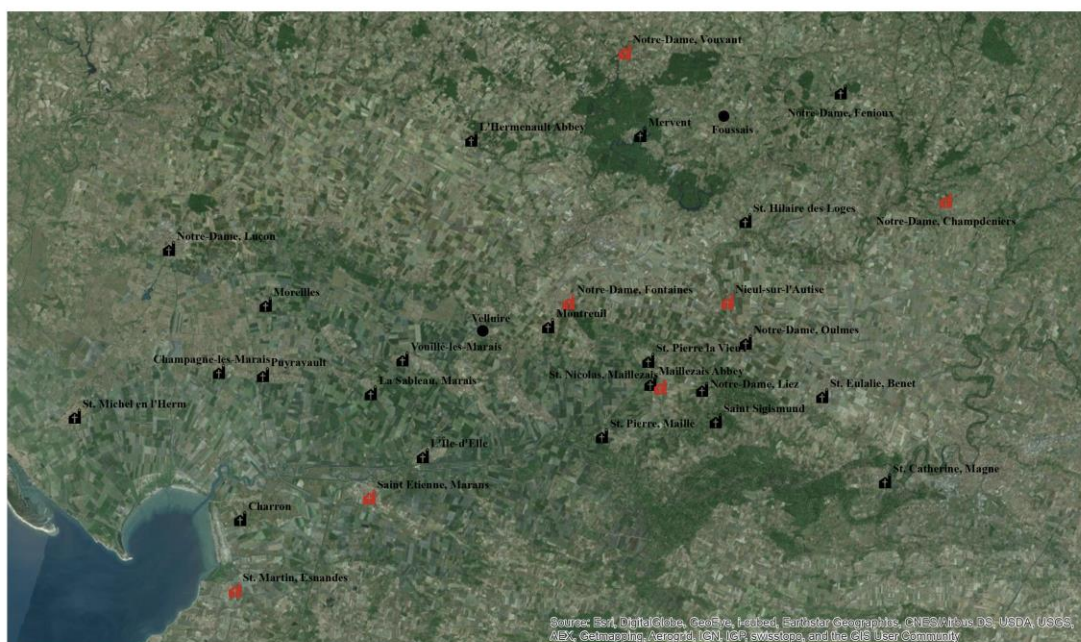 Notre-Dame, Vouvant
Notre-Dame, Fenioux
Foussais
Mervent
L'Hermenault Abbey
St. Hilaire des Loges
Notre-Dame, Champdeniers
Notre-Dame, Luçon
Moreilles
Notre-Dame, Fontaines
Nieul-sur-l'Autise
Montreuil
Velluire
Notre-Dame, Oulmes
Vouille-les-Marais
St. Pierre la Vieux
Champagne-les-Marais
Puyravault
Maillezais Abbey
St. Nicolas, Maillezais
La Sableau, Marais
Notre-Dame, Liez
St. Eulalie, Benet
St. Michel en l'Herm
Saint Sigismund
St. Pierre, Maillé
L'Ile-d'Elle
St. Catherine, Magne
Saint Etienne, Marans
Charron
St. Martin, Esnandes
Source: Esri, DigitalGlobe, GeoEye, i-cubed, Earthstar Geographics, CNES/Airbus DS, USDA, USGS,
AEX, Getmapping, Aerogrid, IGN, IGP, swisstopo, and the GIS User Community